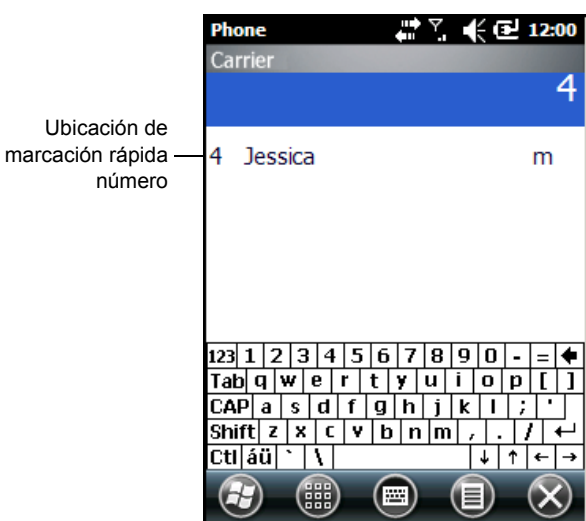 Phone 12:00
Carrier
4
Ubicación de
marcación rápida
número
4 Jessica m
123 1 2 3 4 5 6 7 8 9 0 - =
Tab q w e r t y u i o p [ ]
CAP a s d f g h j k l ; '
Shift z x c v b n m , . /
Ctl áü ` \ ↓ ↑ ← →